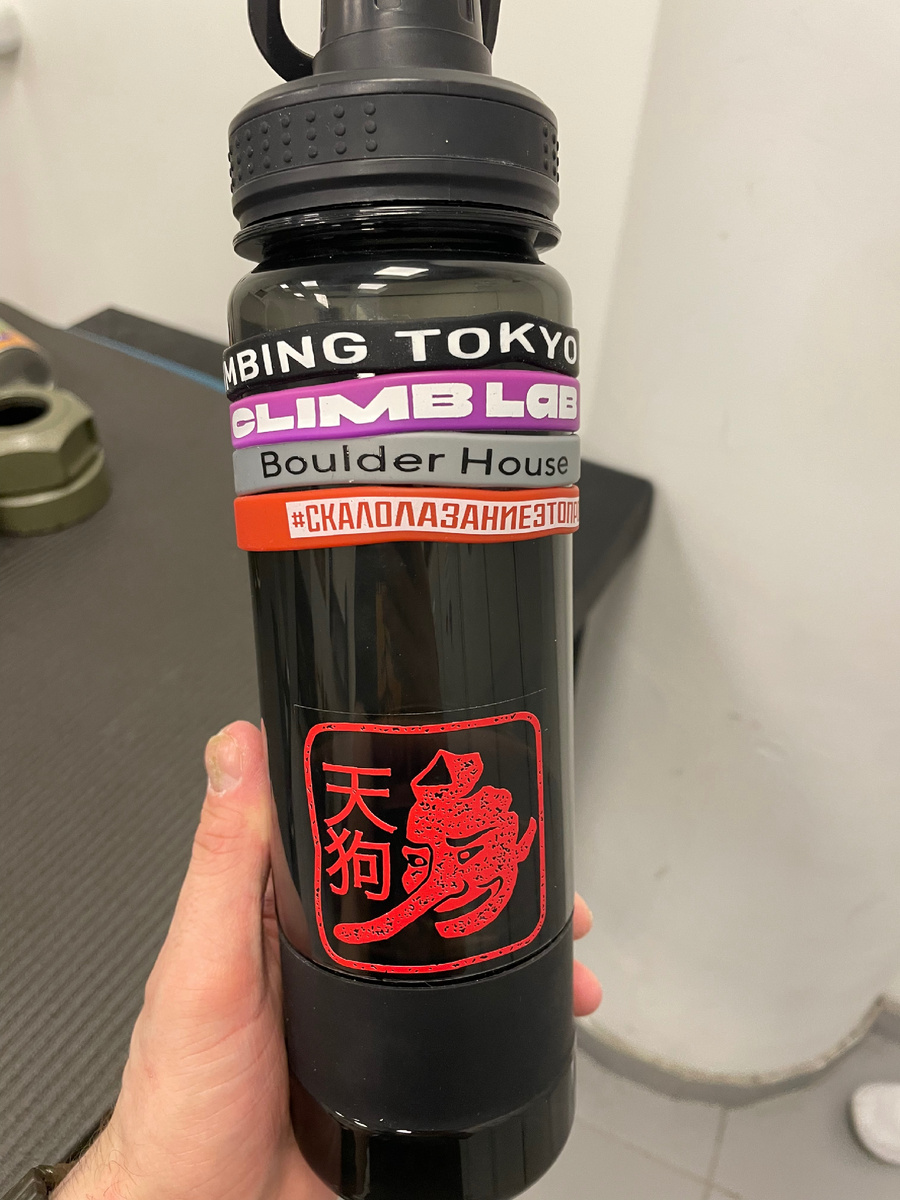 MBING TOKYO
CLIMB LAB
Boulder House
#СКАЛОЛАЗАНИЕЭТОПР
天狗